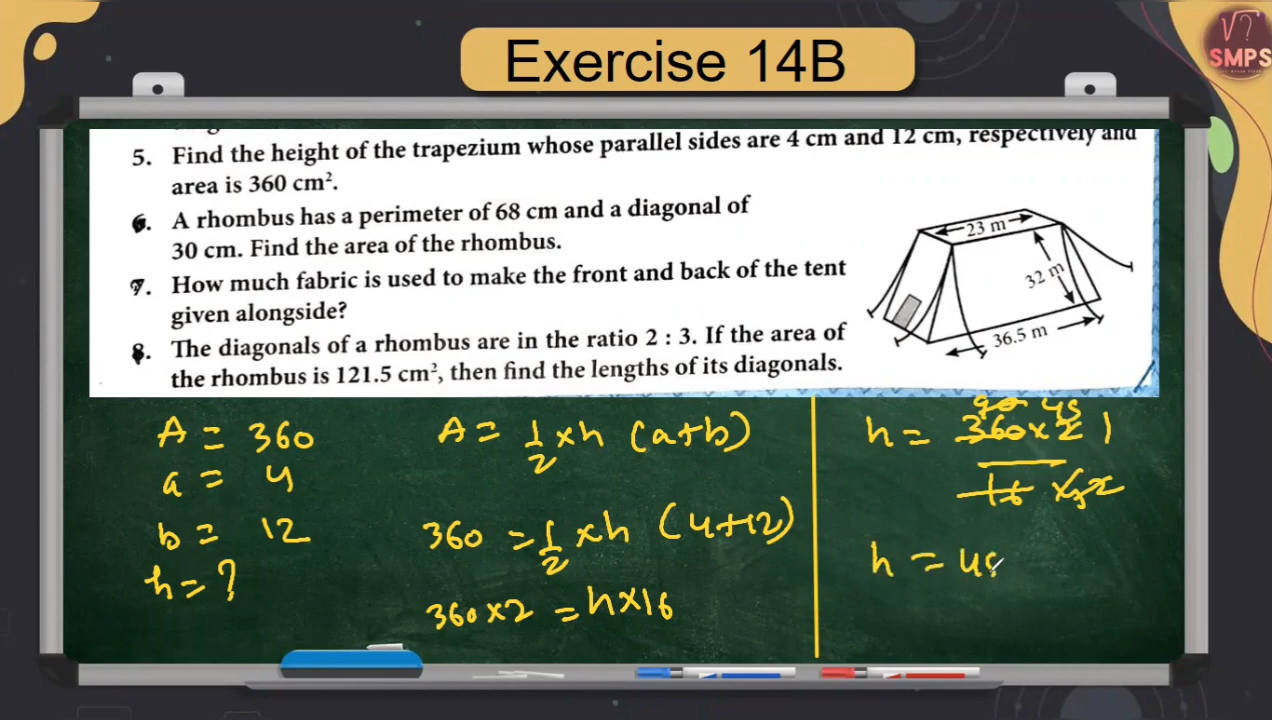 Exercise 14B
√?
SMPS
5. Find the height of the trapezium whose parallel sides are 4 cm and 12 cm, respectively and
area is 360 cm².
6. A rhombus has a perimeter of 68 cm and a diagonal of
30 cm. Find the area of the rhombus.
7. How much fabric is used to make the front and back of the tent
given alongside?
8. The diagonals of a rhombus are in the ratio 2 : 3. If the area of
the rhombus is 121.5 cm², then find the lengths of its diagonals.
23 m
32 m
36.5 m
A = 360
a = 4
b = 12
h = ?
A = 1/2 × h (a+b)
360 = 1/2 × h (4+12)
360×2 = h×16
90 45
h = 360×2 1
16
h = 45